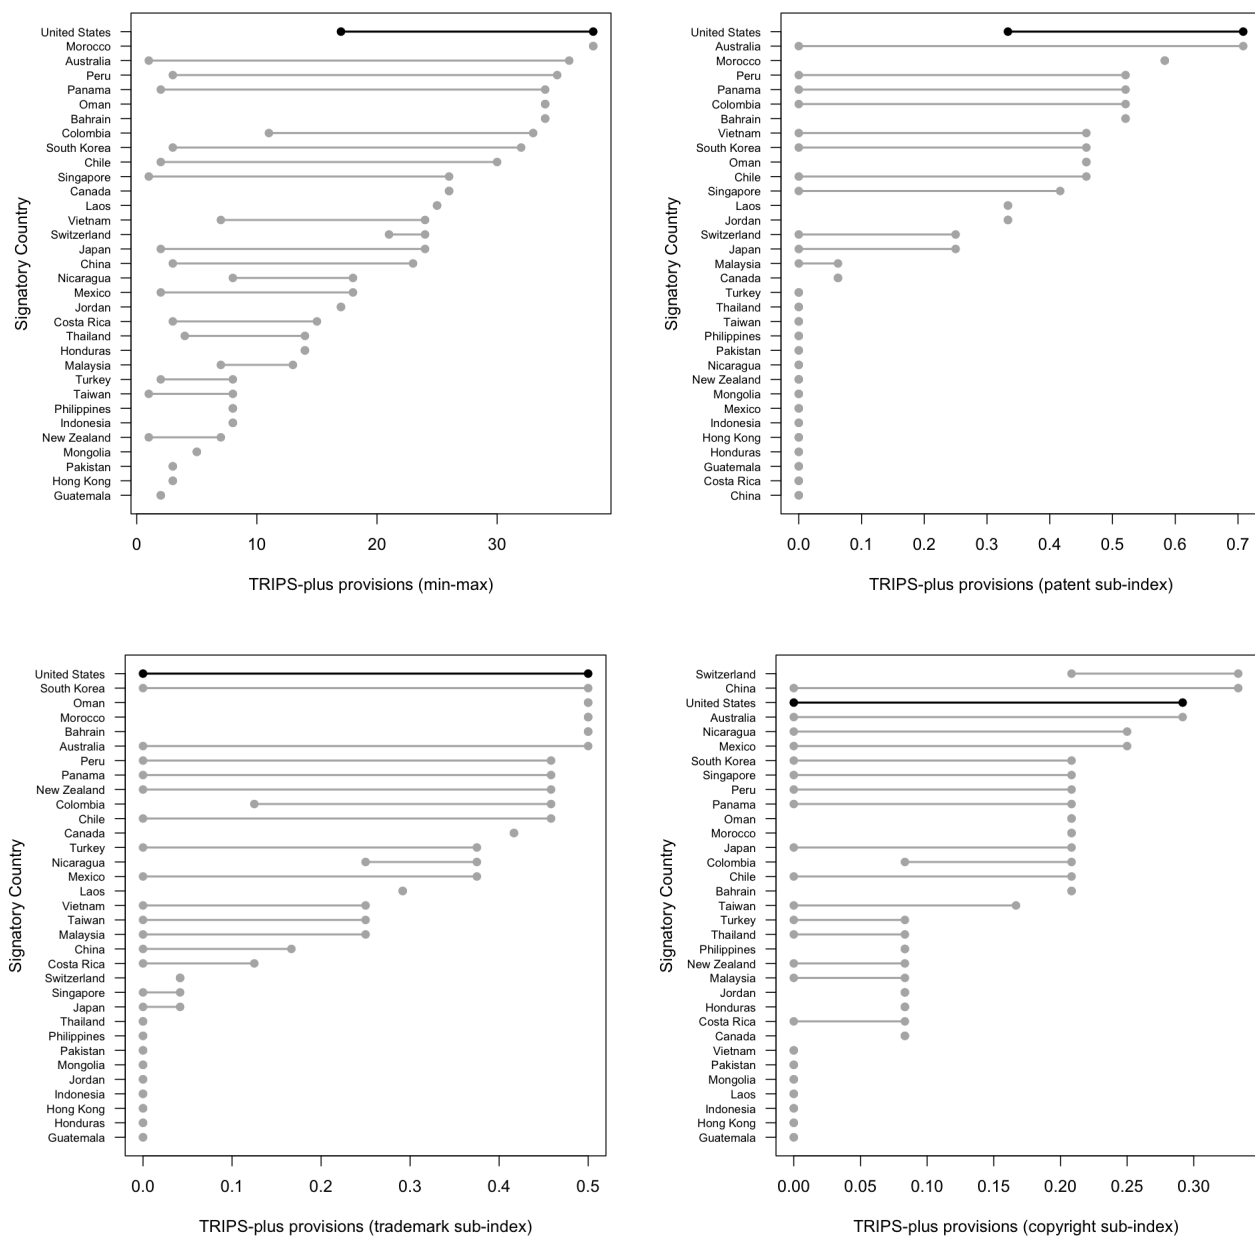 United States
Morocco
Australia
Peru
Panama
Oman
Bahrain
Colombia
South Korea
Chile
Singapore
Canada
Laos
Vietnam
Switzerland
Japan
China
Nicaragua
Mexico
Jordan
Costa Rica
Thailand
Honduras
Malaysia
Turkey
Taiwan
Philippines
Indonesia
New Zealand
Mongolia
Pakistan
Hong Kong
Guatemala
Signatory Country
0 10 20 30
TRIPS-plus provisions (min-max)
United States
Australia
Morocco
Peru
Panama
Colombia
Bahrain
Vietnam
South Korea
Oman
Chile
Singapore
Laos
Jordan
Switzerland
Japan
Malaysia
Canada
Turkey
Thailand
Taiwan
Philippines
Pakistan
Nicaragua
New Zealand
Mongolia
Mexico
Indonesia
Hong Kong
Honduras
Guatemala
Costa Rica
China
Signatory Country
0.0 0.1 0.2 0.3 0.4 0.5 0.6 0.7
TRIPS-plus provisions (patent sub-index)
United States
South Korea
Oman
Morocco
Bahrain
Australia
Peru
Panama
New Zealand
Colombia
Chile
Canada
Turkey
Nicaragua
Mexico
Laos
Vietnam
Taiwan
Malaysia
China
Costa Rica
Switzerland
Singapore
Japan
Thailand
Philippines
Pakistan
Mongolia
Jordan
Indonesia
Hong Kong
Honduras
Guatemala
Signatory Country
0.0 0.1 0.2 0.3 0.4 0.5
TRIPS-plus provisions (trademark sub-index)
Switzerland
China
United States
Australia
Nicaragua
Mexico
South Korea
Singapore
Peru
Panama
Oman
Morocco
Japan
Colombia
Chile
Bahrain
Taiwan
Turkey
Thailand
Philippines
New Zealand
Malaysia
Jordan
Honduras
Costa Rica
Canada
Vietnam
Pakistan
Mongolia
Laos
Indonesia
Hong Kong
Guatemala
Signatory Country
0.00 0.05 0.10 0.15 0.20 0.25 0.30
TRIPS-plus provisions (copyright sub-index)